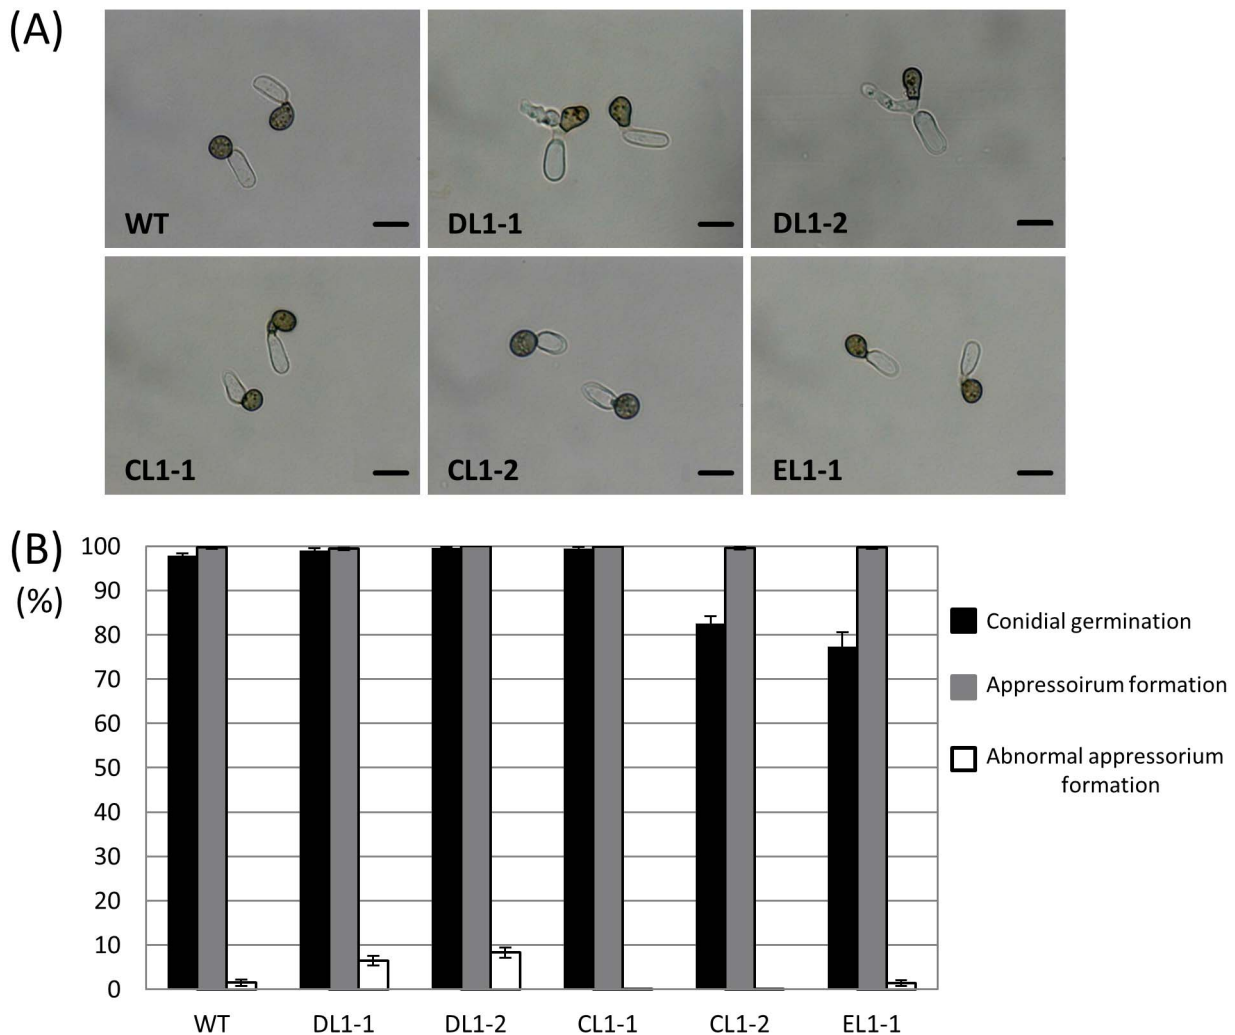 (A)
WT
DL1-1
DL1-2
CL1-1
CL1-2
EL1-1
(B)
(%)
100
90
80
70
60
50
40
30
20
10
0
WT
DL1-1
DL1-2
CL1-1
CL1-2
EL1-1
Conidial germination
Appressoirum formation
Abnormal appressorium
formation